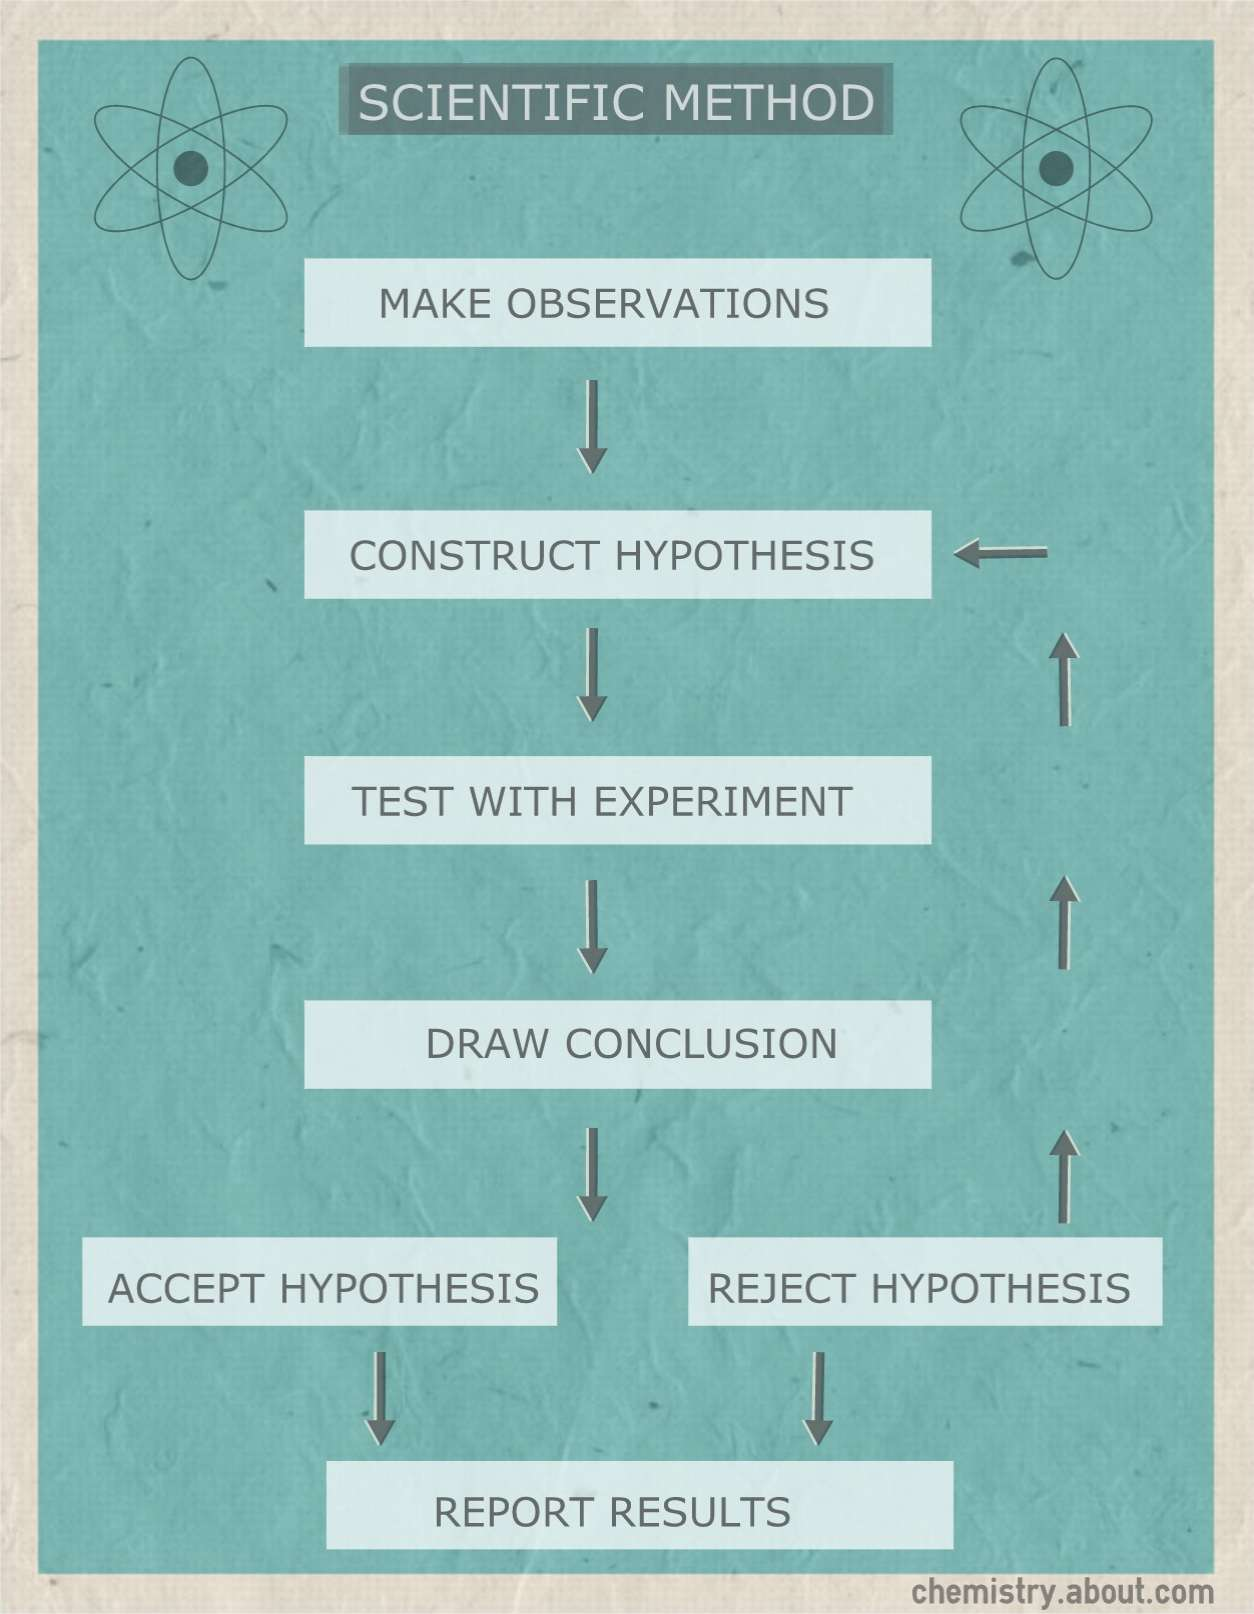 SCIENTIFIC METHOD
MAKE OBSERVATIONS
CONSTRUCT HYPOTHESIS
TEST WITH EXPERIMENT
DRAW CONCLUSION
ACCEPT HYPOTHESIS
REJECT HYPOTHESIS
REPORT RESULTS
chemistry.about.com